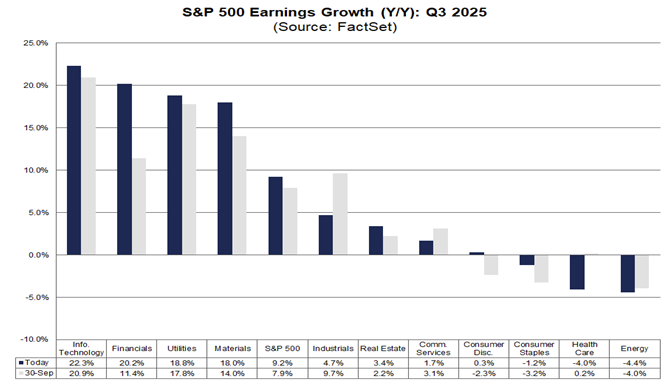 S&P 500 Earnings Growth (Y/Y): Q3 2025
(Source: FactSet)
25.0%
20.0%
15.0%
10.0%
5.0%
0.0%
-5.0%
-10.0%
Info. Technology Financials Utilities Materials S&P 500 Industrials Real Estate Comm. Services Consumer Disc. Consumer Staples Health Care Energy
Today 22.3% 20.2% 18.8% 18.0% 9.2% 4.7% 3.4% 1.7% 0.3% -1.2% -4.0% -4.4%
30-Sep 20.9% 11.4% 17.8% 14.0% 7.9% 9.7% 2.2% 3.1% -2.3% -3.2% 0.2% -4.0%